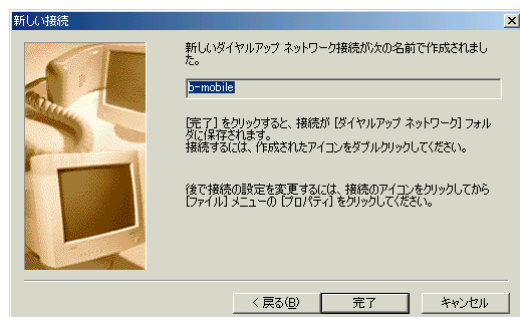 新しい接続
新しいダイヤルアップ ネットワーク接続が次の名前で作成されまし
た。
b-mobile
[完了] をクリックすると、接続が [ダイヤルアップ ネットワーク] フォル
ダに保存されます。
接続するには、作成されたアイコンをダブルクリックしてください。
後で接続の設定を変更するには、接続のアイコンをクリックしてから
[ファイル] メニューの [プロパティ] をクリックしてください。
< 戻る(B)
完了
キャンセル